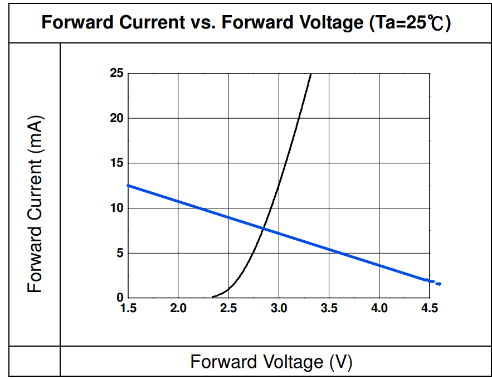 Forward Current vs. Forward Voltage (Ta=25℃)
Forward Current (mA)
25
20
15
10
5
0
1.5 2.0 2.5 3.0 3.5 4.0 4.5
Forward Voltage (V)